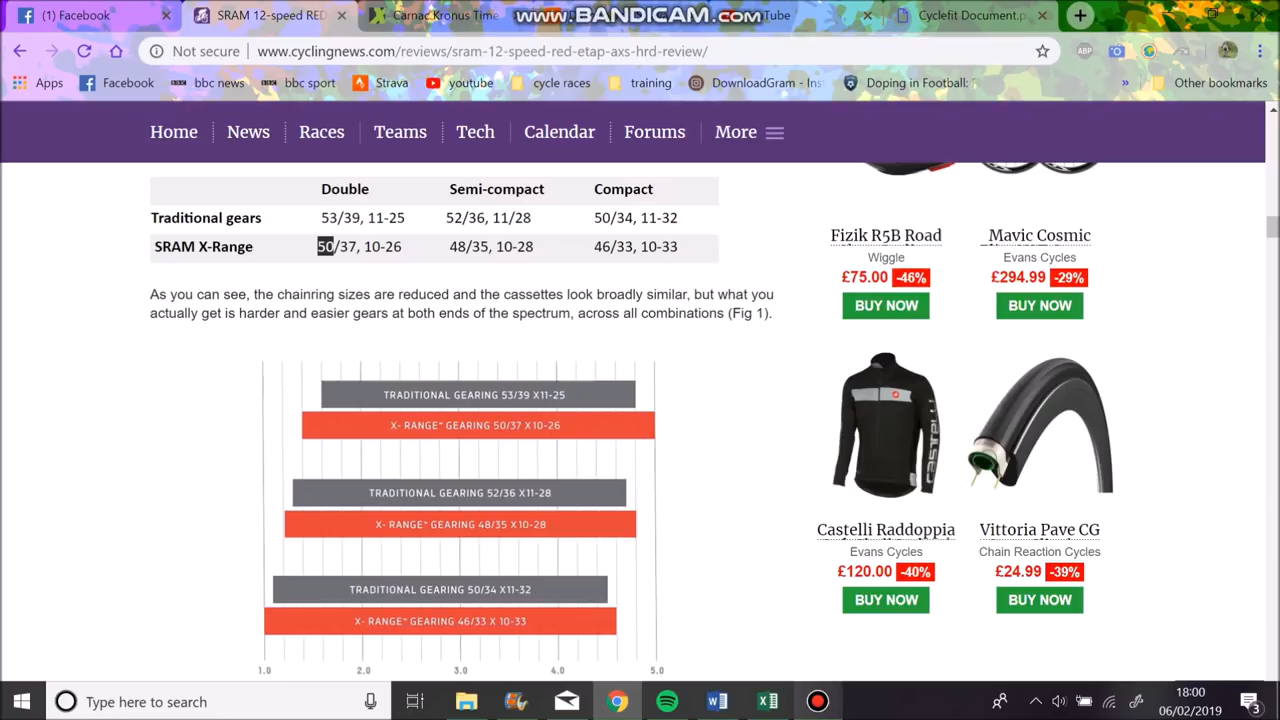 (1) Facebook
SRAM 12-speed RED
Carnac Kronus Time
www.BANDICAM.com
Tube
Cyclefit Document.p
Not secure
www.cyclingnews.com/reviews/sram-12-speed-red-etap-axs-hrd-review/
ABP
Apps
Facebook
bbc news
bbc sport
Strava
youtube
cycle races
training
DownloadGram - Ins
Doping in Football:
»
Other bookmarks
Home
News
Races
Teams
Tech
Calendar
Forums
More
Double Semi-compact Compact
Traditional gears 53/39, 11-25 52/36, 11/28 50/34, 11-32
SRAM X-Range 50/37, 10-26 48/35, 10-28 46/33, 10-33
As you can see, the chainring sizes are reduced and the cassettes look broadly similar, but what you
actually get is harder and easier gears at both ends of the spectrum, across all combinations (Fig 1).
TRADITIONAL GEARING 53/39 X11-25
X- RANGE™ GEARING 50/37 X10-26
TRADITIONAL GEARING 52/36 X11-28
X- RANGE™ GEARING 48/35 X10-28
TRADITIONAL GEARING 50/34 X11-32
X- RANGE™ GEARING 46/33 X 10-33
1.0 2.0 3.0 4.0 5.0
Fizik R5B Road
Wiggle
£75.00 -46%
BUY NOW
Mavic Cosmic
Evans Cycles
£294.99 -29%
BUY NOW
CASTELLI
Castelli Raddoppia
Evans Cycles
£120.00 -40%
BUY NOW
Vittoria Pave CG
Chain Reaction Cycles
£24.99 -39%
BUY NOW
Type here to search
18:00
06/02/2019
3